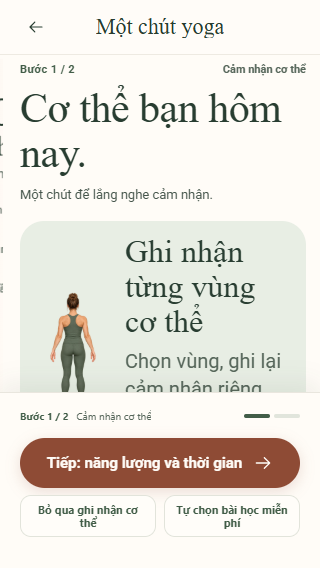 Một chút yoga
Bước 1 / 2 Cảm nhận cơ thể
Cơ thể bạn hôm
nay.
Một chút để lắng nghe cảm nhận.
Ghi nhận
từng vùng
cơ thể
Chọn vùng, ghi lại
cảm nhận riêng
Bước 1 / 2 Cảm nhận cơ thể
Tiếp: năng lượng và thời gian
Bỏ qua ghi nhận cơ
thể
Tự chọn bài học miễn
phí